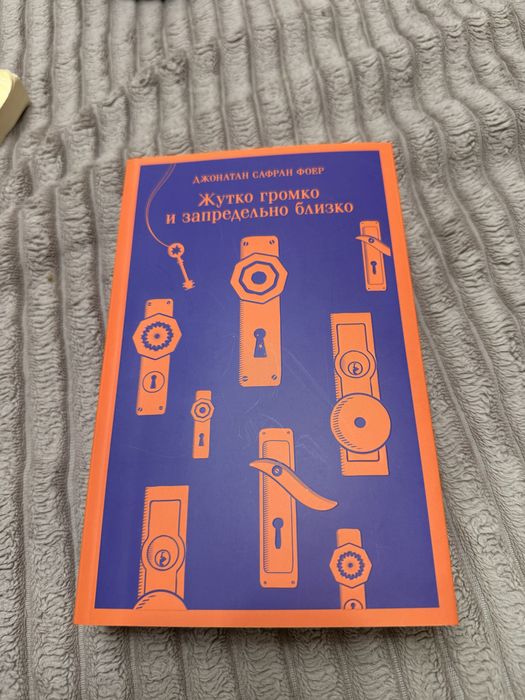 ДЖОНАТАН САФРАН ФОЕР
Жутко громко
и запредельно близко